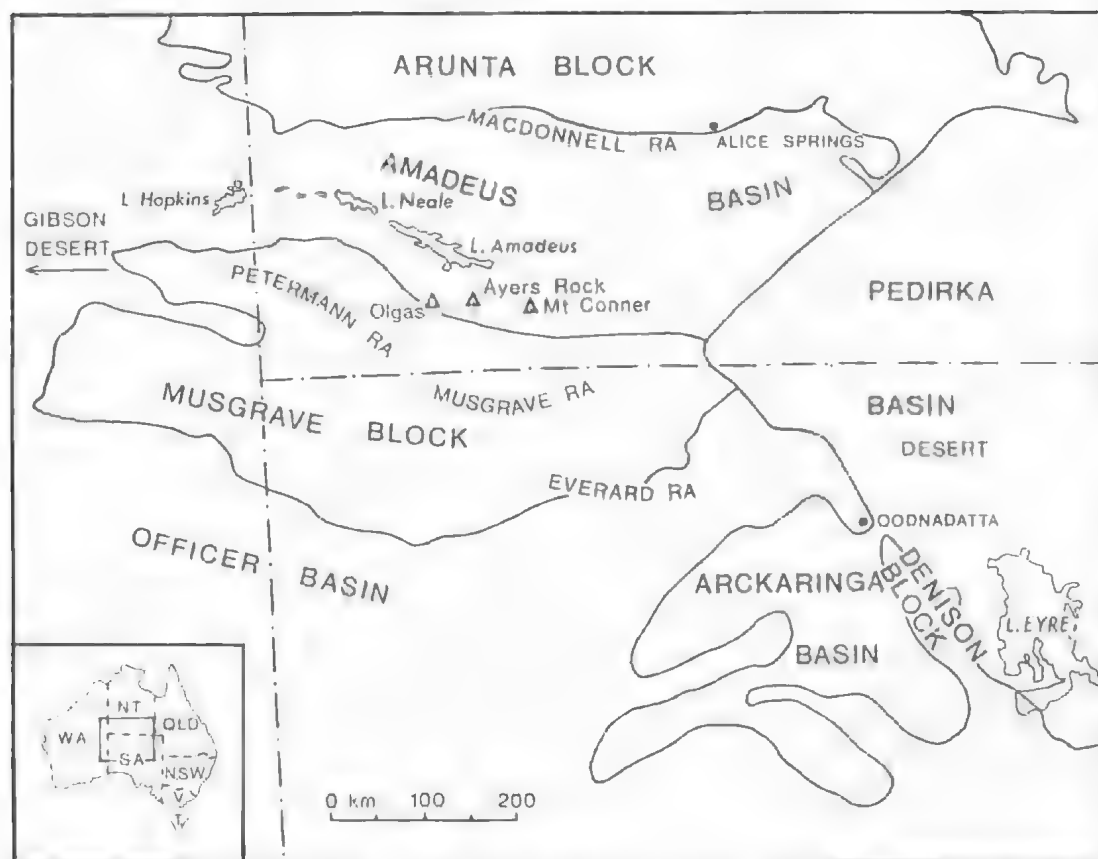 ARUNTA BLOCK
MACDONNELL RA
ALICE SPRINGS
AMADEUS
BASIN
L Hopkins
L. Neale
GIBSON
DESERT
L. Amadeus
PETERMANN RA
Olgas
Ayers Rock
Mt Conner
PEDIRKA
MUSGRAVE RA
MUSGRAVE BLOCK
BASIN
DESERT
EVERARD RA
OODNADATTA
OFFICER BASIN
ARCKARINGA
DENISON
BLOCK
L. EYRE
BASIN
NT
QLD
WA
SA
NSW
V
T
0 km 100 200